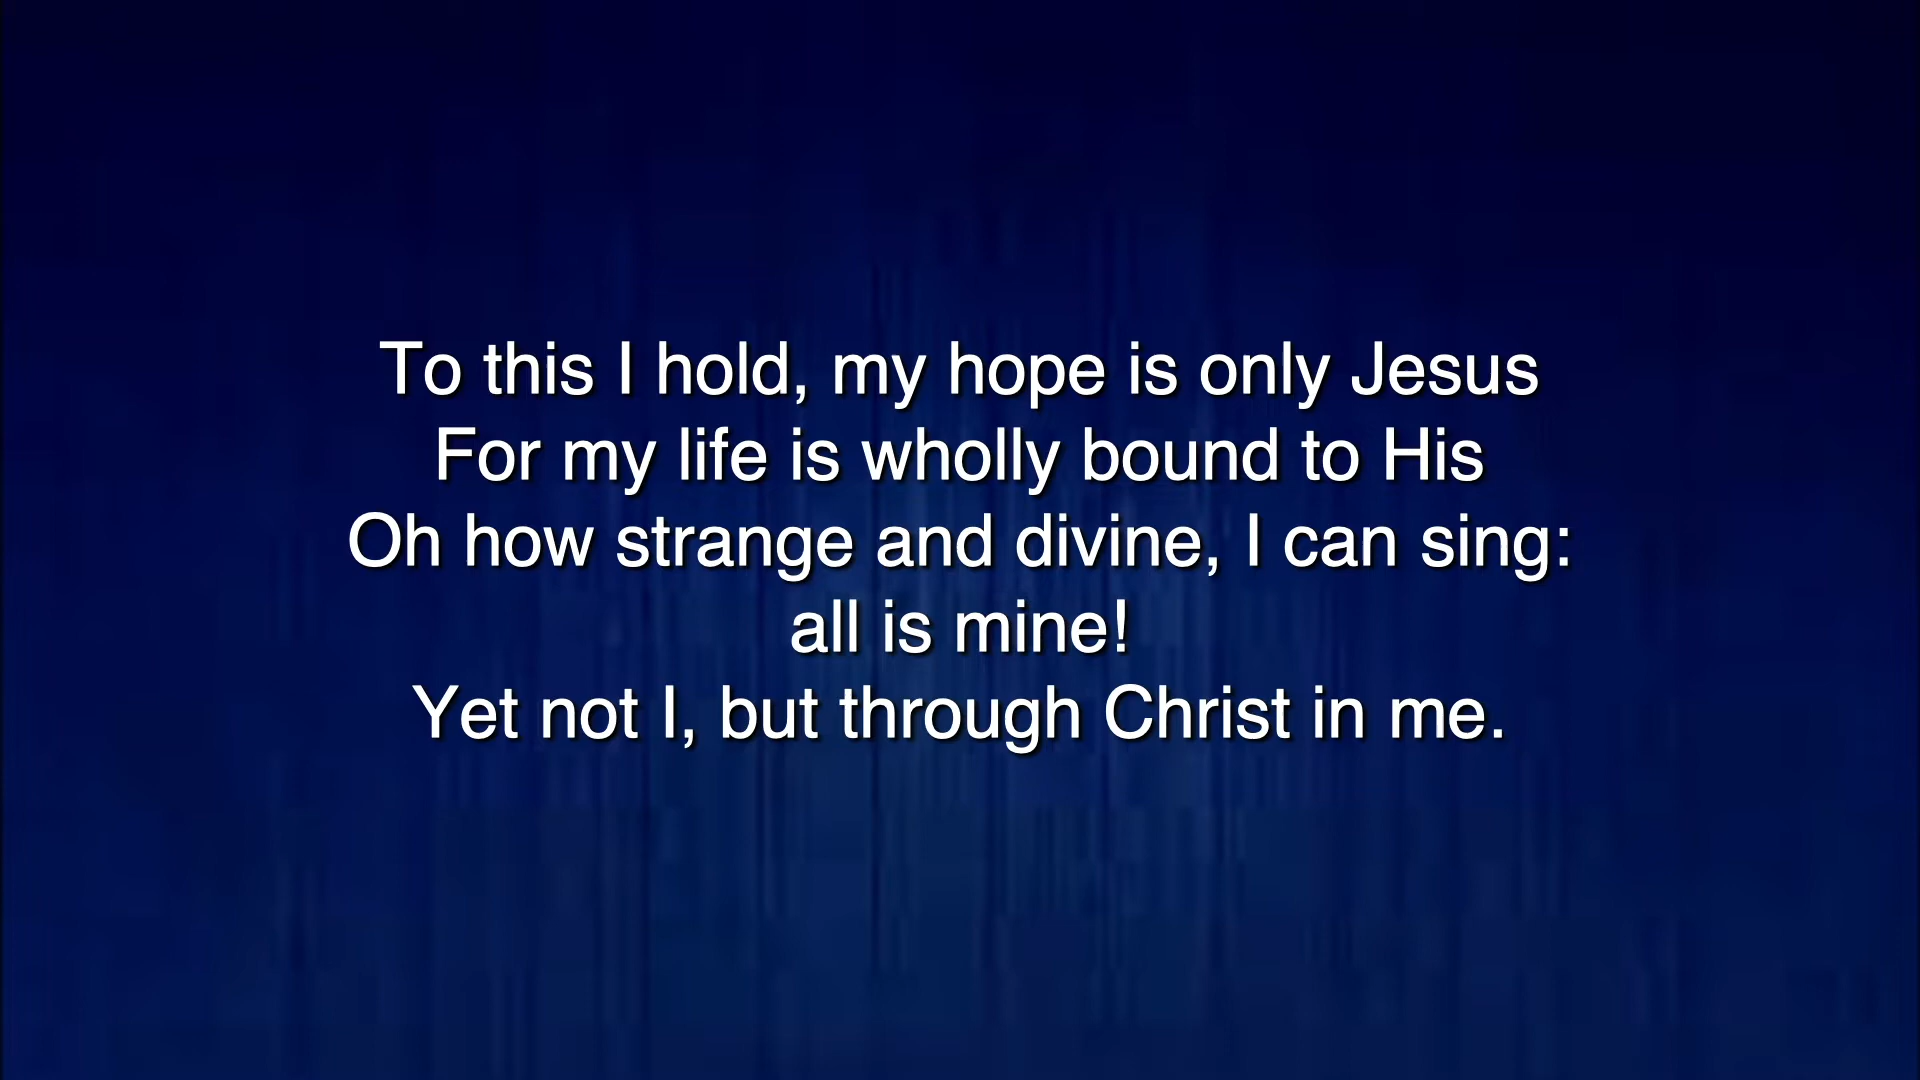 To this I hold, my hope is only Jesus
For my life is wholly bound to His
Oh how strange and divine, I can sing:
all is mine!
Yet not I, but through Christ in me.